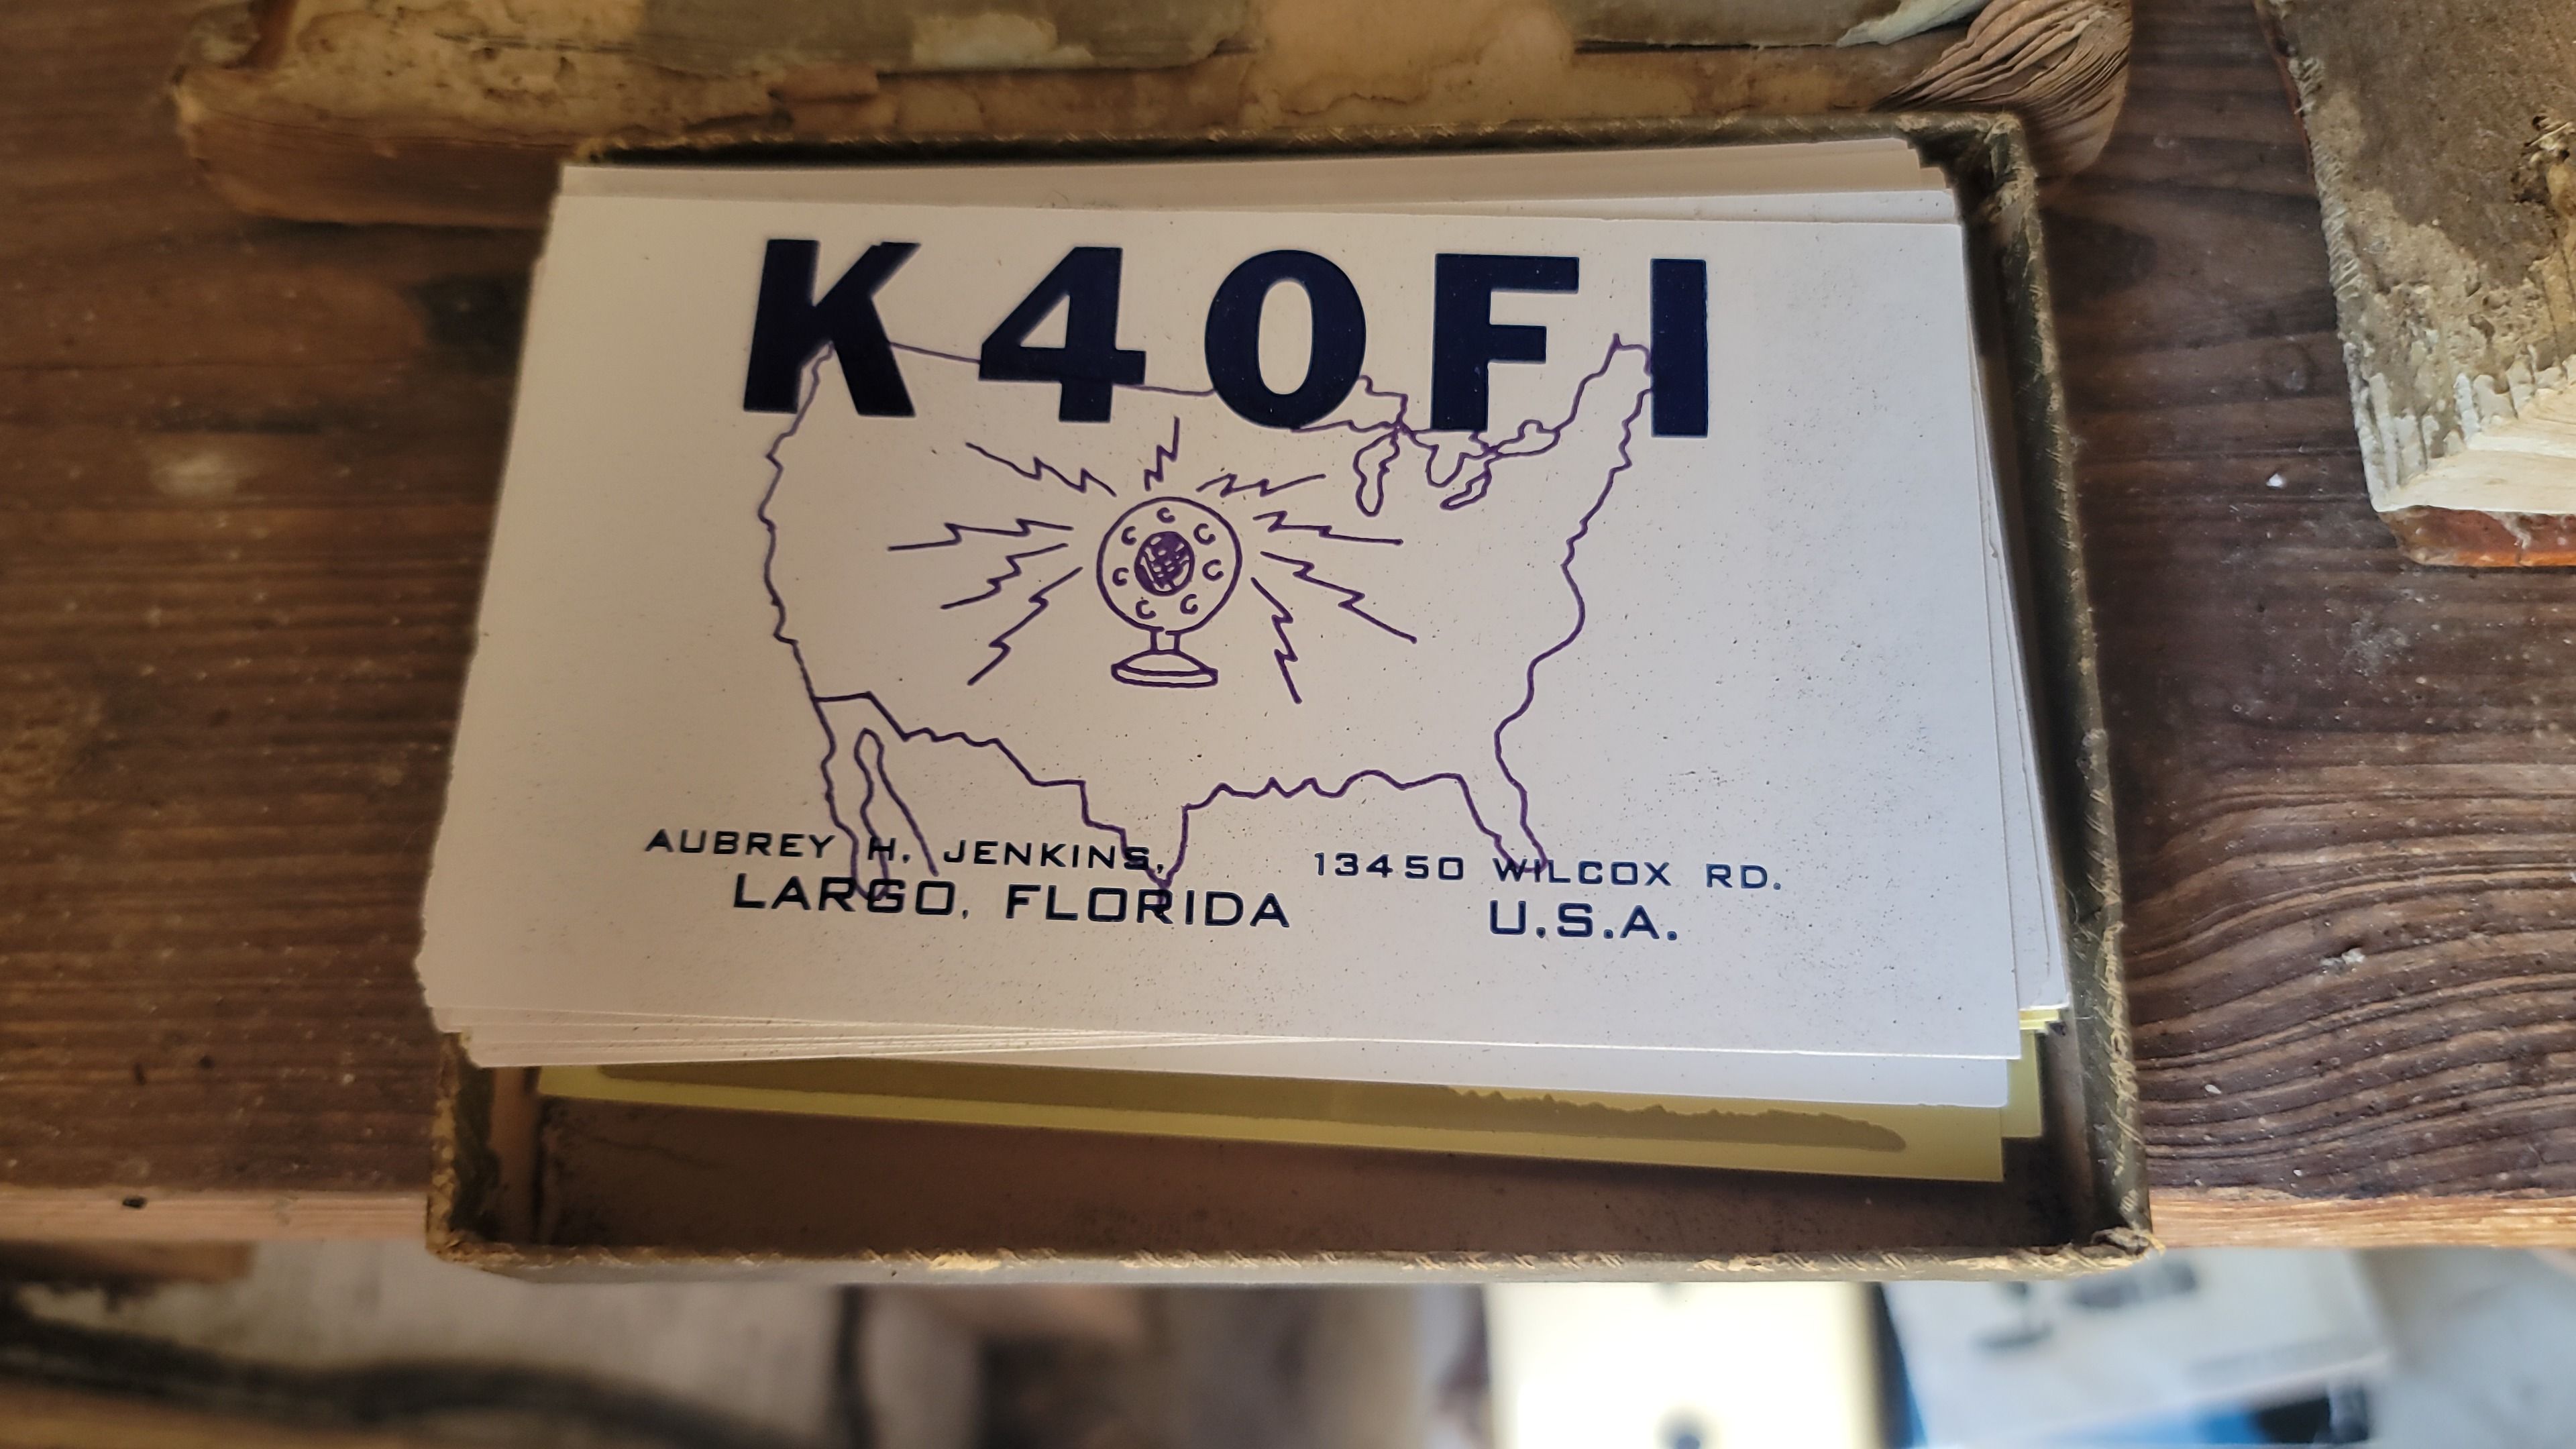 K4OFI
AUBREY H. JENKINS, 13450 WILCOX RD.
LARGO, FLORIDA U.S.A.